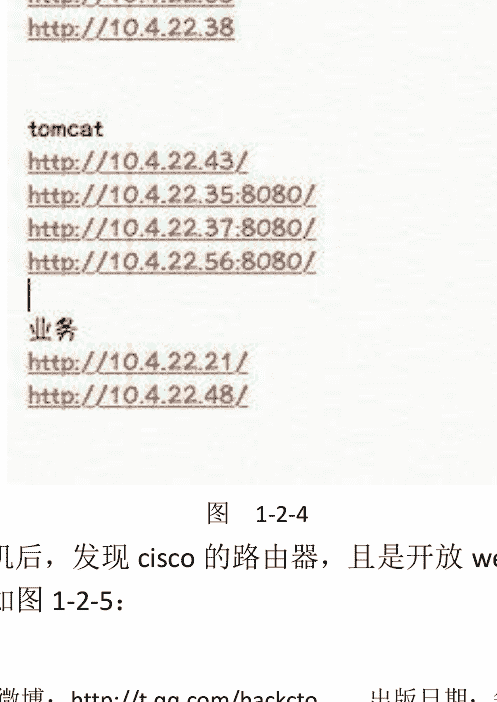 http://10.4.22.38
tomcat
http://10.4.22.43/
http://10.4.22.35:8080/
http://10.4.22.37:8080/
http://10.4.22.56:8080/
业务
http://10.4.22.21/
http://10.4.22.48/
图 1-2-4
机后，发现 cisco 的路由器，且是开放 we
如图 1-2-5：
微博：http://t.qq.com/hackcto 出版日期：